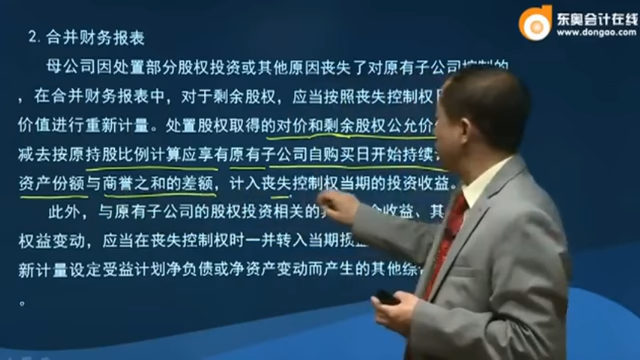 东奥会计在线
www.dongao.com
2.合并财务报表
母公司因处置部分股权投资或其他原因丧失了对原有子公司控制的
，在合并财务报表中，对于剩余股权，应当按照丧失控制权
价值进行重新计量。处置股权取得的对价和剩余股权公允价
减去按原持股比例计算应享有原有子公司自购买日开始持续
资产份额与商誉之和的差额，计入丧失控制权当期的投资收益。
此外，与原有子公司的股权投资相关的 收益、其
权益变动，应当在丧失控制权时一并转入当期损
新计量设定受益计划净负债或净资产变动而产生的其他综
。